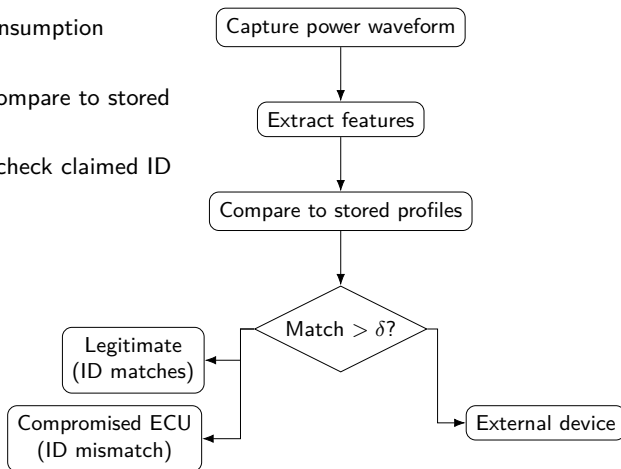 Capture power waveform
ompare to stored
Extract features
check claimed ID
Compare to stored profiles
Match > δ?
Legitimate
(ID matches)
Compromised ECU
(ID mismatch)
External device